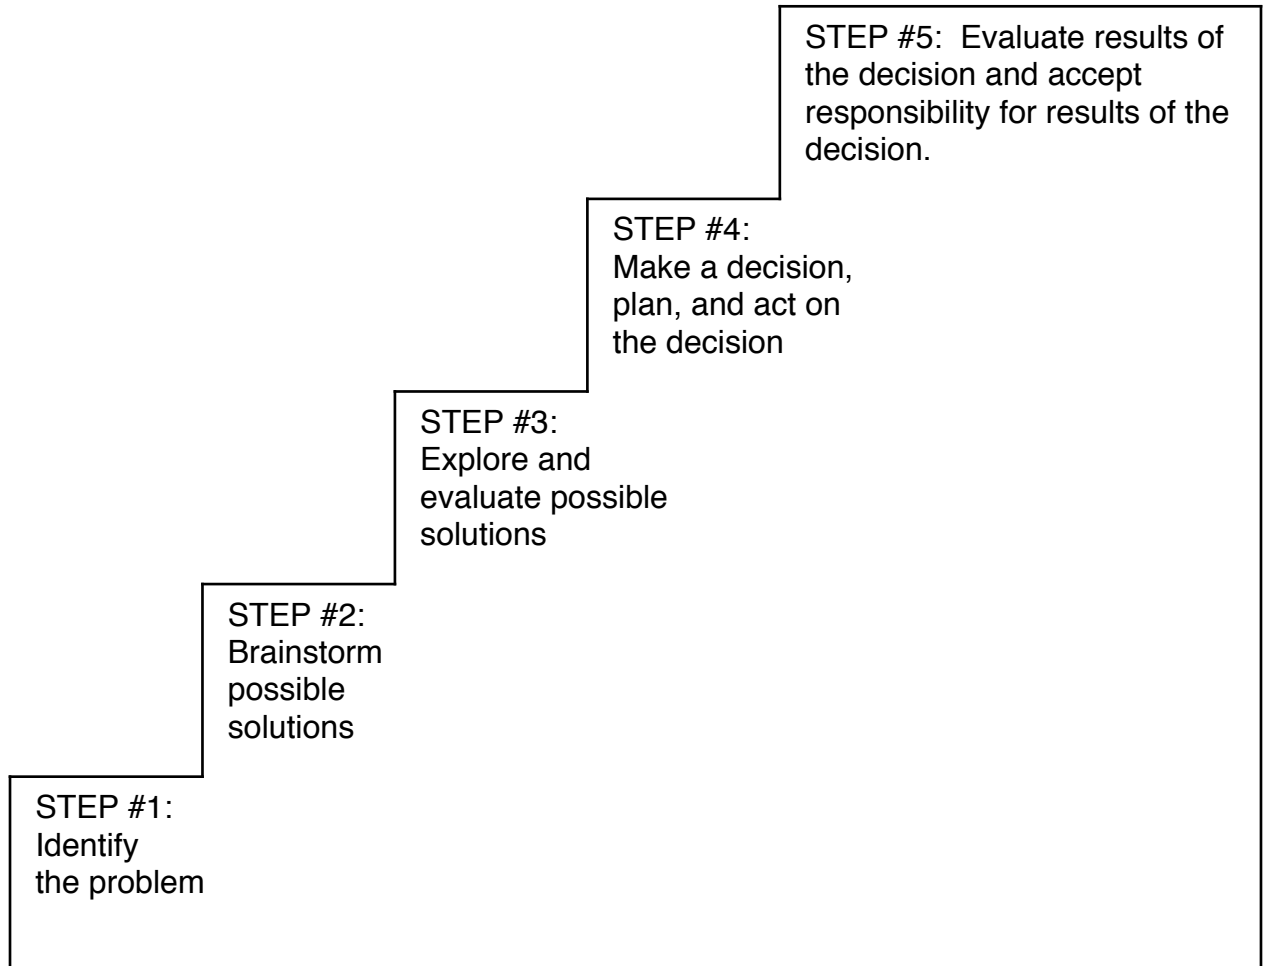 STEP #5:  Evaluate results of
the decision and accept
responsibility for results of the
decision.
STEP #4:
Make a decision,
plan, and act on
the decision
STEP #3:
Explore and
evaluate possible
solutions
STEP #2:
Brainstorm
possible
solutions
STEP #1:
Identify
the problem